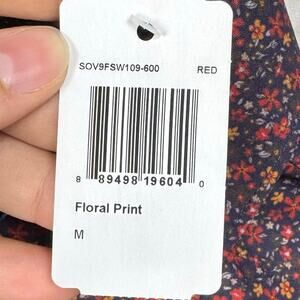 SOV9FSW109-600 RED
8 89498 19604 0
Floral Print
M